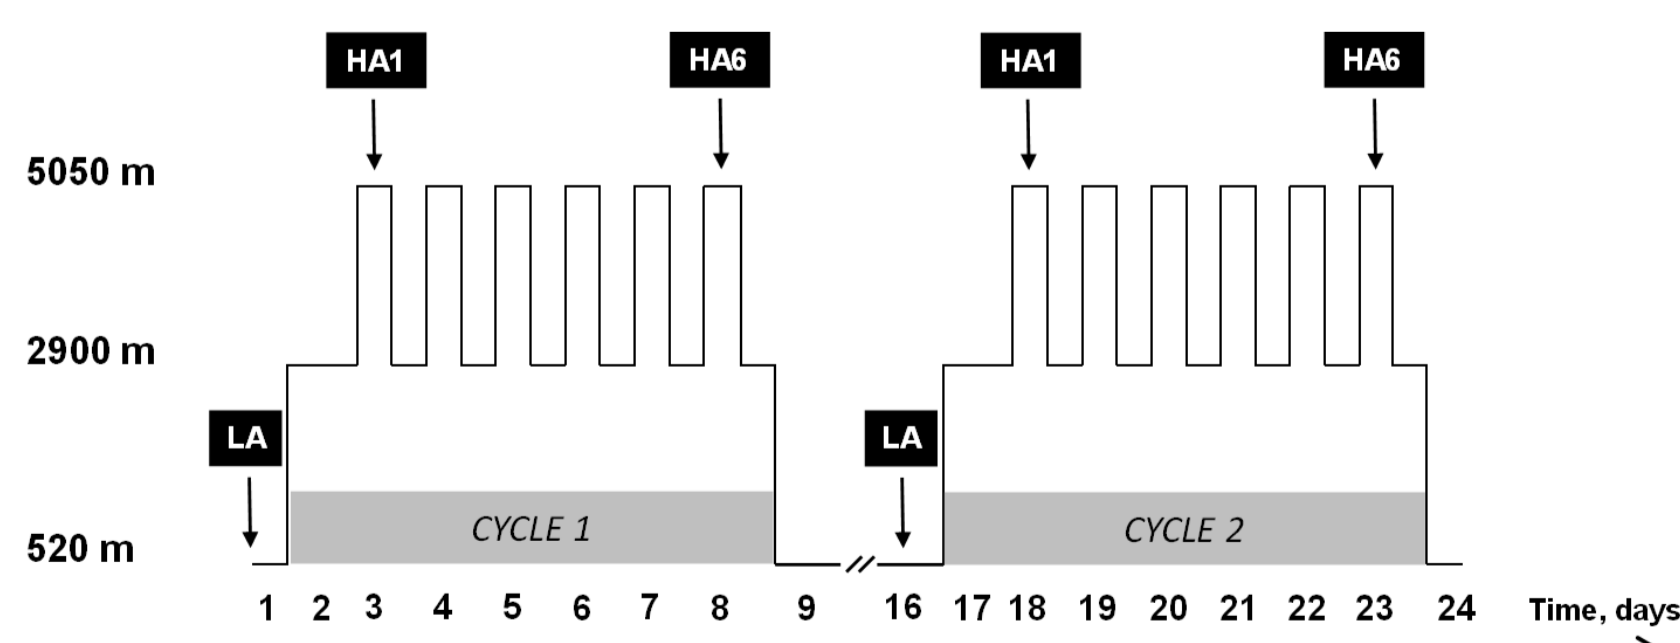 HA1 HA6 HA1 HA6
5050 m
2900 m
LA LA
CYCLE 1 CYCLE 2
520 m
1 2 3 4 5 6 7 8 9 16 17 18 19 20 21 22 23 24 Time, days